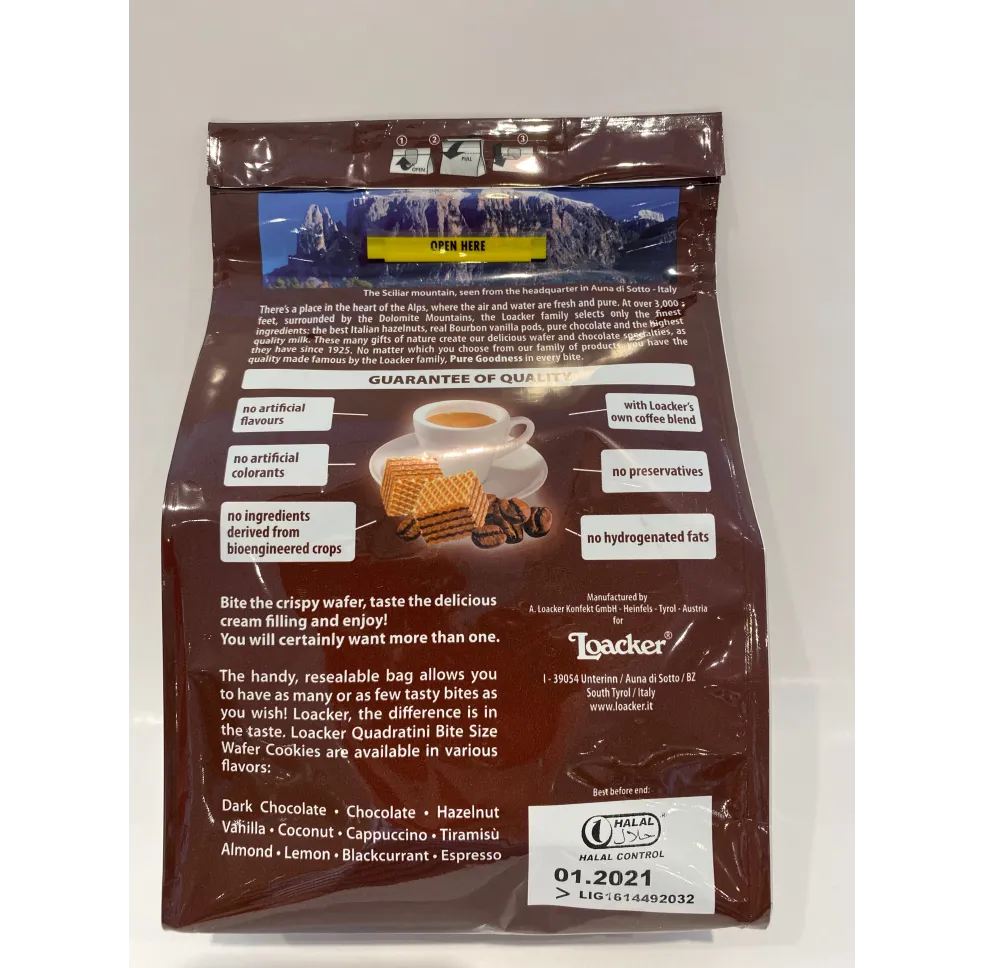 1 2 3
OPEN PULL
OPEN HERE
The Sciliar mountain, seen from the headquarter in Auna di Sotto - Italy
There's a place in the heart of the Alps, where the air and water are fresh and pure. At over 3,000
feet, surrounded by the Dolomite Mountains, the Loacker family selects only the finest
ingredients: the best Italian hazelnuts, real Bourbon vanilla pods, pure chocolate and the highest
quality milk. These many gifts of nature create our delicious wafer and chocolate specialties, as
they have since 1925. No matter which you choose from our family of products, you have the
quality made famous by the Loacker family, Pure Goodness in every bite.
GUARANTEE OF QUALITY
no artificial
flavours
no artificial
colorants
no ingredients
derived from
bioengineered crops
with Loacker's
own coffee blend
no preservatives
no hydrogenated fats
Bite the crispy wafer, taste the delicious
cream filling and enjoy!
You will certainly want more than one.
The handy, resealable bag allows you
to have as many or as few tasty bites as
you wish! Loacker, the difference is in
the taste. Loacker Quadratini Bite Size
Wafer Cookies are available in various
flavors:
Dark Chocolate • Chocolate • Hazelnut
Vanilla • Coconut • Cappuccino • Tiramisù
Almond • Lemon • Blackcurrant • Espresso
Manufactured by
A. Loacker Konfekt GmbH - Heinfels - Tyrol - Austria
for
Loacker®
I - 39054 Unterinn / Auna di Sotto / BZ
South Tyrol / Italy
www.loacker.it
Best before end:
HALAL
حلال
HALAL CONTROL
01.2021
> LIG1614492032